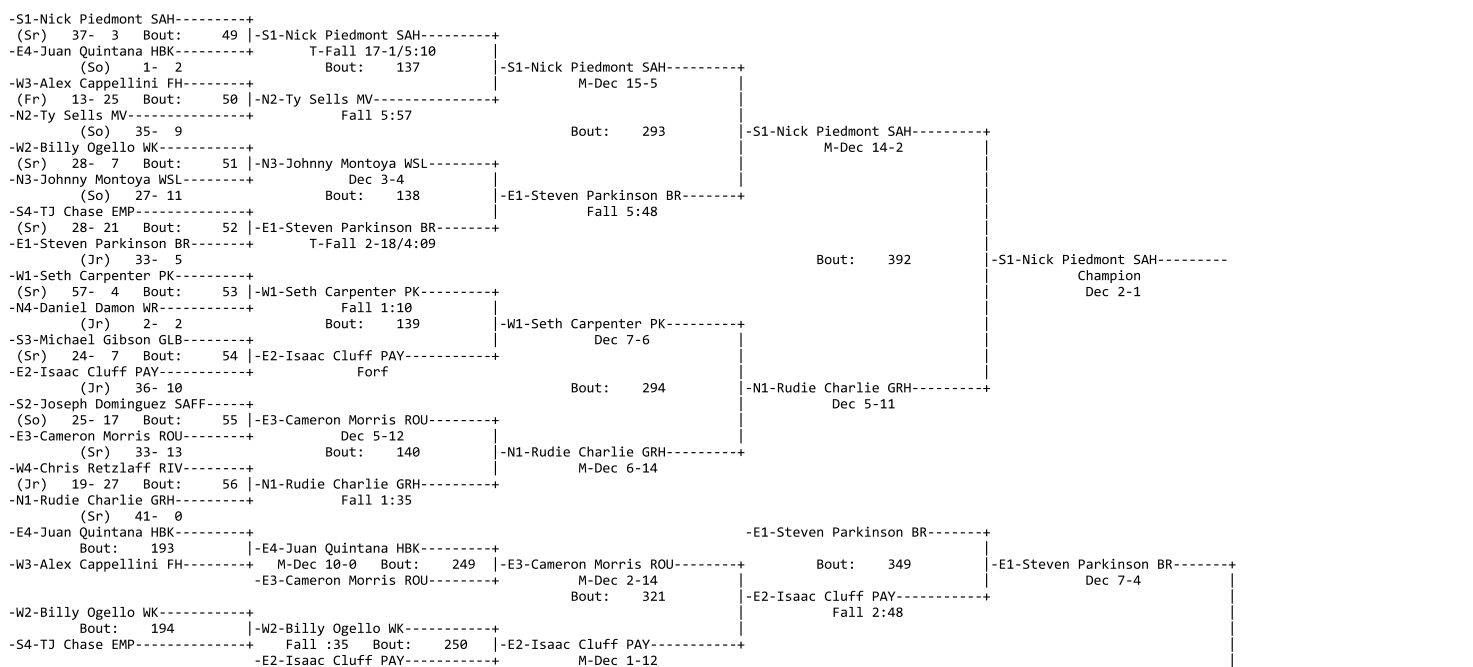 -S1-Nick Piedmont SAH---------+
(Sr)   37-  3   Bout:     49 |-S1-Nick Piedmont SAH---------+
-E4-Juan Quintana HBK---------+       T-Fall 17-1/5:10       |
(So)   1-  2                  Bout:    137          |-S1-Nick Piedmont SAH---------+
-W3-Alex Cappellini FH--------+                              |          M-Dec 15-5          |
(Fr)   13- 25   Bout:     50 |-N2-Ty Sells MV---------------+                              |
-N2-Ty Sells MV---------------+           Fall 5:57                                         |
(So)   35-  9                                                 Bout:    293          |-S1-Nick Piedmont SAH---------+
-W2-Billy Ogello WK-----------+                                                             |         M-Dec 14-2           |
(Sr)   28-  7   Bout:     51 |-N3-Johnny Montoya WSL--------+                              |                              |
-N3-Johnny Montoya WSL--------+            Dec 3-4           |                              |                              |
(So)   27- 11                  Bout:    138          |-E1-Steven Parkinson BR-------+                              |
-S4-TJ Chase EMP--------------+                              |           Fall 5:48                                         |
(Sr)   28- 21   Bout:     52 |-E1-Steven Parkinson BR-------+                                                             |
-E1-Steven Parkinson BR-------+       T-Fall 2-18/4:09                                                                     |
(Jr)   33-  5                                                                                Bout:    392          |-S1-Nick Piedmont SAH---------
-W1-Seth Carpenter PK---------+                                                                                            |           Champion
(Sr)   57-  4   Bout:     53 |-W1-Seth Carpenter PK---------+                                                             |            Dec 2-1
-N4-Daniel Damon WR-----------+           Fall 1:10          |                                                             |
(Jr)   2-  2                  Bout:    139          |-W1-Seth Carpenter PK---------+                              |
-S3-Michael Gibson GLB--------+                              |            Dec 7-6           |                              |
(Sr)   24-  7   Bout:     54 |-E2-Isaac Cluff PAY-----------+                              |                              |
-E2-Isaac Cluff PAY-----------+             Forf                                            |                              |
(Jr)   36- 10                                                 Bout:    294          |-N1-Rudie Charlie GRH---------+
-S2-Joseph Dominguez SAFF-----+                                                             |          Dec 5-11
(So)   25- 17   Bout:     55 |-E3-Cameron Morris ROU--------+                              |
-E3-Cameron Morris ROU--------+           Dec 5-12           |                              |
(Sr)   33- 13                  Bout:    140          |-N1-Rudie Charlie GRH---------+
-W4-Chris Retzlaff RIV--------+                              |          M-Dec 6-14
(Jr)   19- 27   Bout:     56 |-N1-Rudie Charlie GRH---------+
-N1-Rudie Charlie GRH---------+           Fall 1:35
(Sr)   41-  0
-E4-Juan Quintana HBK---------+                                                              -E1-Steven Parkinson BR-------+
Bout:    193          |-E4-Juan Quintana HBK---------+                                                             |
-W3-Alex Cappellini FH--------+   M-Dec 10-0   Bout:    249  |-E3-Cameron Morris ROU--------+         Bout:    349         |-E1-Steven Parkinson BR-------+
-E3-Cameron Morris ROU--------+          M-Dec 2-14          |                              |            Dec 7-4           |
Bout:    321         |-E2-Isaac Cluff PAY-----------+                              |
-W2-Billy Ogello WK-----------+                                                             |          Fall 2:48                                          |
Bout:    194          |-W2-Billy Ogello WK-----------+                              |                                                             |
-S4-TJ Chase EMP--------------+    Fall :35   Bout:    250   |-E2-Isaac Cluff PAY-----------+                                                             |
-E2-Isaac Cluff PAY-----------+          M-Dec 1-12                                                                        |